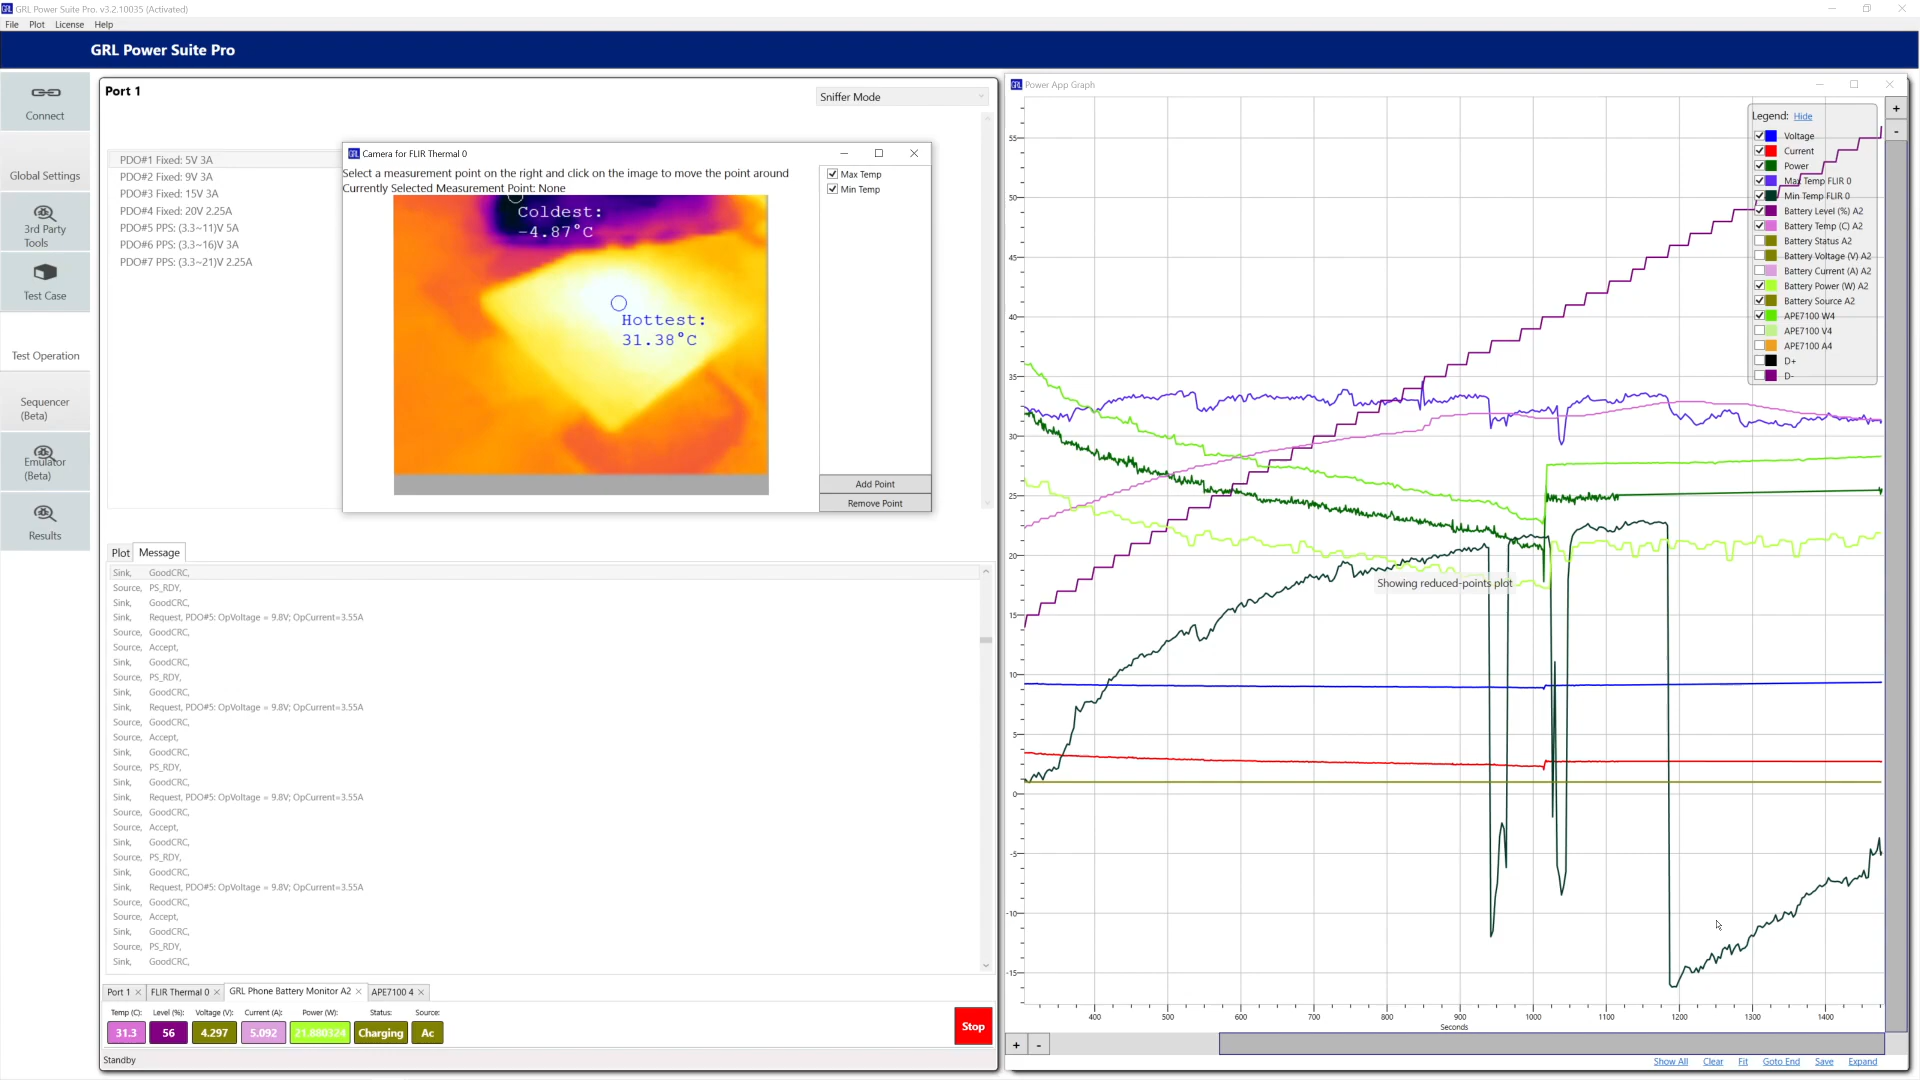 GRL Power Suite Pro. v3.2.10035 (Activated)
File Plot License Help
GRL Power Suite Pro
Connect
Global Settings
3rd Party
Tools
Test Case
Test Operation
Sequencer
(Beta)
Emulator
(Beta)
Results
Port 1
Sniffer Mode
PDO#1 Fixed: 5V 3A
PDO#2 Fixed: 9V 3A
PDO#3 Fixed: 15V 3A
PDO#4 Fixed: 20V 2.25A
PDO#5 PPS: (3.3~11)V 5A
PDO#6 PPS: (3.3~16)V 3A
PDO#7 PPS: (3.3~21)V 2.25A
GRL Camera for FLIR Thermal 0
Select a measurement point on the right and click on the image to move the point around
Currently Selected Measurement Point: None
Max Temp
Min Temp
Coldest:
-4.87°C
Hottest:
31.38°C
Add Point
Remove Point
Plot Message
Sink, GoodCRC,
Source, PS_RDY,
Sink, GoodCRC,
Sink, Request, PDO#5: OpVoltage = 9.8V; OpCurrent=3.55A
Source, GoodCRC,
Source, Accept,
Sink, GoodCRC,
Source, PS_RDY,
Sink, GoodCRC,
Sink, Request, PDO#5: OpVoltage = 9.8V; OpCurrent=3.55A
Source, GoodCRC,
Source, Accept,
Sink, GoodCRC,
Source, PS_RDY,
Sink, GoodCRC,
Sink, Request, PDO#5: OpVoltage = 9.8V; OpCurrent=3.55A
Source, GoodCRC,
Source, Accept,
Sink, GoodCRC,
Source, PS_RDY,
Sink, GoodCRC,
Sink, Request, PDO#5: OpVoltage = 9.8V; OpCurrent=3.55A
Source, GoodCRC,
Source, Accept,
Sink, GoodCRC,
Source, PS_RDY,
Sink, GoodCRC,
Port 1 × FLIR Thermal 0 × GRL Phone Battery Monitor A2 × APE7100 4 ×
Temp (C): Level (%): Voltage (V): Current (A): Power (W): Status: Source:
31.3 56 4.297 5.092 21.880324 Charging Ac
Stop
Standby
GRL Power App Graph
Legend: Hide
Voltage
Current
Power
Max Temp FLIR 0
Min Temp FLIR 0
Battery Level (%) A2
Battery Temp (C) A2
Battery Status A2
Battery Voltage (V) A2
Battery Current (A) A2
Battery Power (W) A2
Battery Source A2
APE7100 W4
APE7100 V4
APE7100 A4
D+
D-
+
-
55
50
45
40
35
30
25
20
15
10
5
0
-5
-10
-15
Showing reduced-points plot
400 500 600 700 800 900 1000 1100 1200 1300 1400
Seconds
+ -
Show All Clear Fit Goto End Save Expand